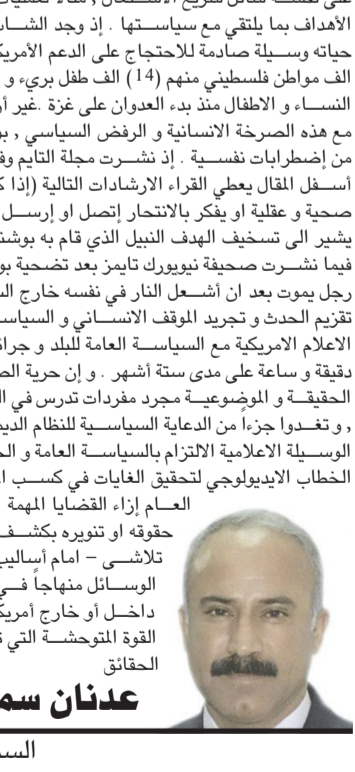 الأهداف بما يلتقي مع سياستها . إذ وجد الشاب
حياته وسيلة صادمة للاحتجاج على الدعم الأمريك
الف مواطن فلسطيني منهم (14) الف طفل بريء و
النساء و الاطفال منذ بدء العدوان على غزة .غير أ
مع هذه الصرخة الانسانية و الرفض السياسي , بو
من إضطرابات نفسية . إذ نشرت مجلة التايم وف
أسفل المقال يعطي القراء الارشادات التالية (إذا ك
صحية و عقلية او يفكر بالانتحار إتصل او إرسل
يشير الى تسخيف الهدف النبيل الذي قام به بوشن
فيما نشرت صحيفة نيويورك تايمز بعد تضحية بو
رجل يموت بعد ان أشعل النار في نفسه خارج ال
تقزيم الحدث و تجريد الموقف الانساني و السياس
الاعلام الامريكية مع السياسة العامة للبلد و جرا
دقيقة و ساعة على مدى ستة أشهر . و إن حرية الص
الحقيقة و الموضوعية مجرد مفردات تدرس في ال
, و تغدوا جزءاً من الدعاية السياسية للنظام الدي
الوسيلة الاعلامية الالتزام بالسياسة العامة و ال
الخطاب الايديولوجي لتحقيق الغايات في كسب ا
العام إزاء القضايا المهمة
حقوقه او تنويره بكشف
تلاشى – امام أساليب
الوسائل منهاجاً في
داخل أو خارج أمريك
القوة المتوحشة التي
الحقائق
عدنان سم